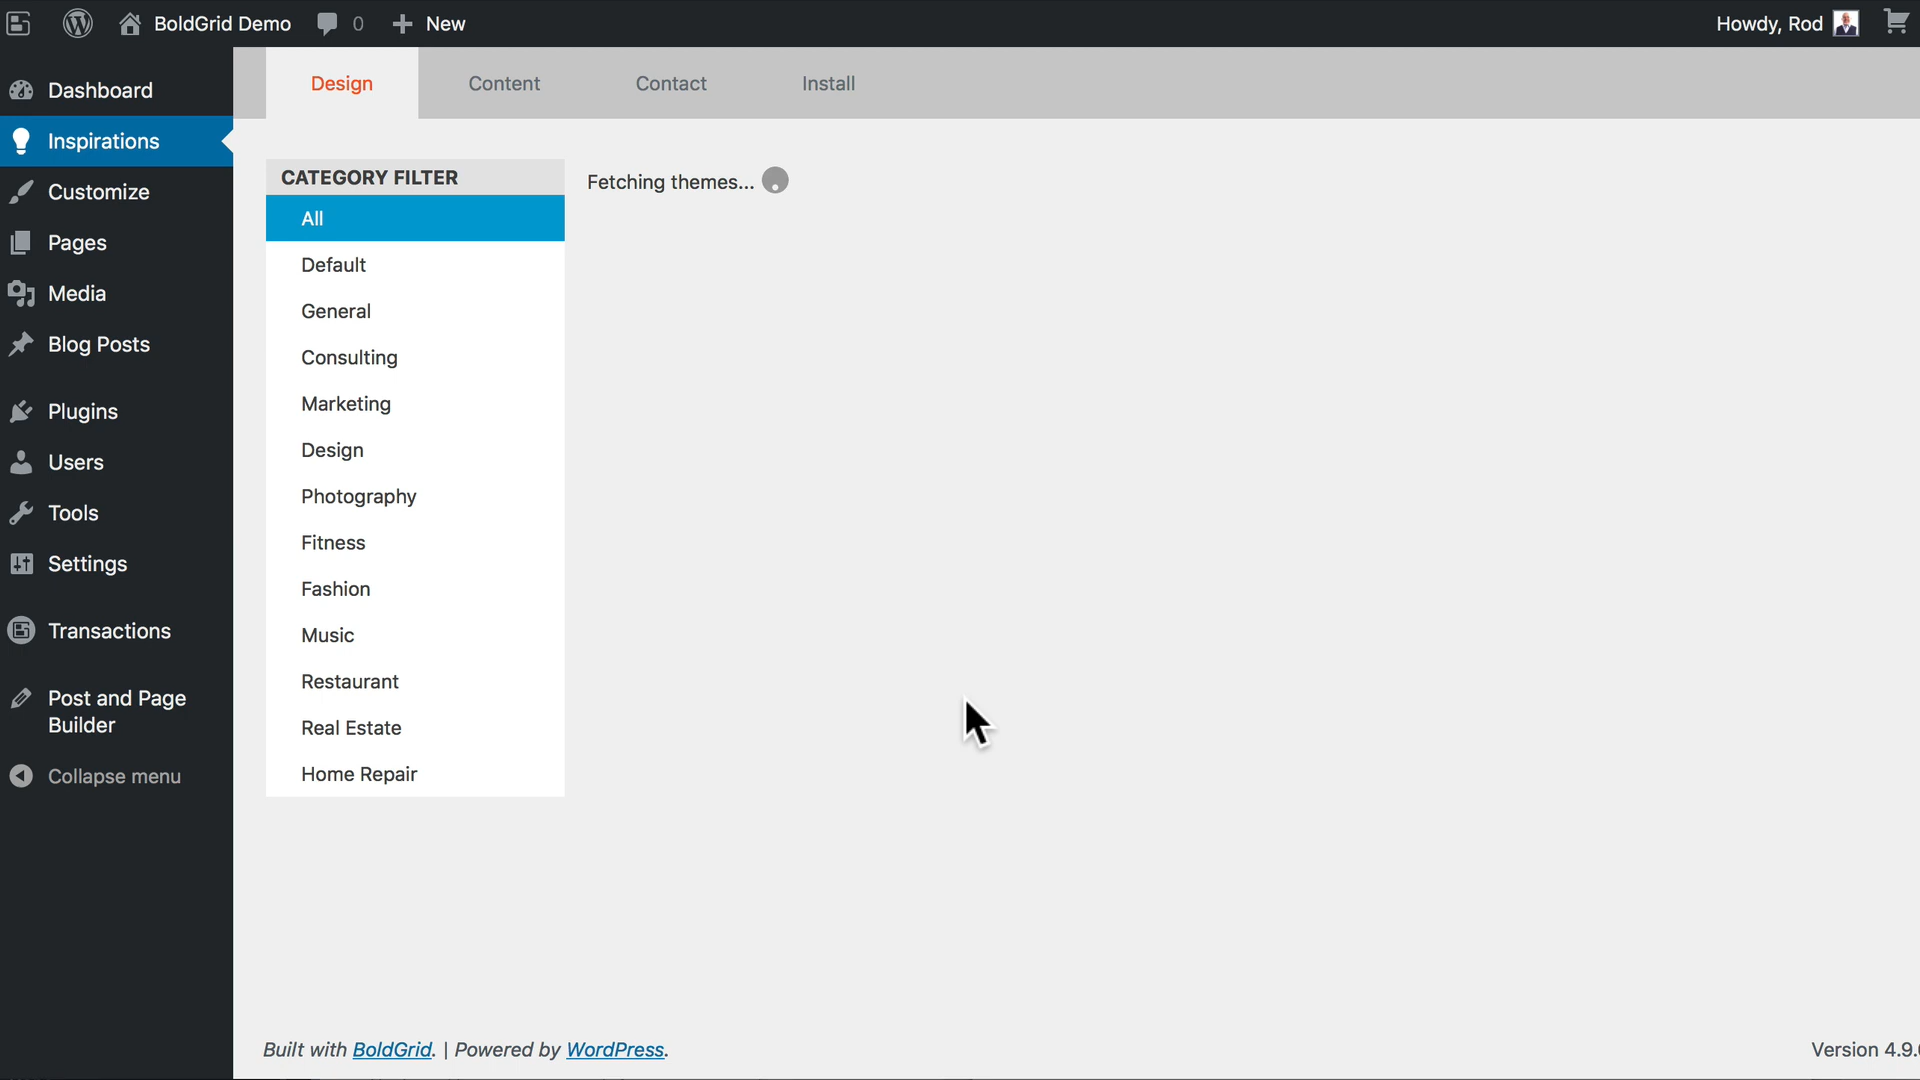 BoldGrid Demo 0 New Howdy, Rod
Dashboard
Inspirations
Customize
Pages
Media
Blog Posts
Plugins
Users
Tools
Settings
Transactions
Post and Page
Builder
Collapse menu
Design Content Contact Install
CATEGORY FILTER
All
Default
General
Consulting
Marketing
Design
Photography
Fitness
Fashion
Music
Restaurant
Real Estate
Home Repair
Fetching themes...
Built with BoldGrid. | Powered by WordPress.
Version 4.9.